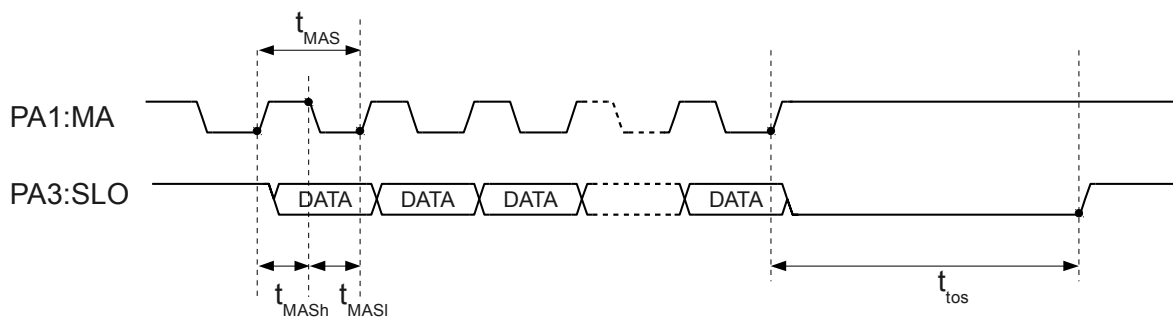 tMAS
PA1:MA
PA3:SLO
DATA DATA DATA DATA
tMASh tMASl
ttos